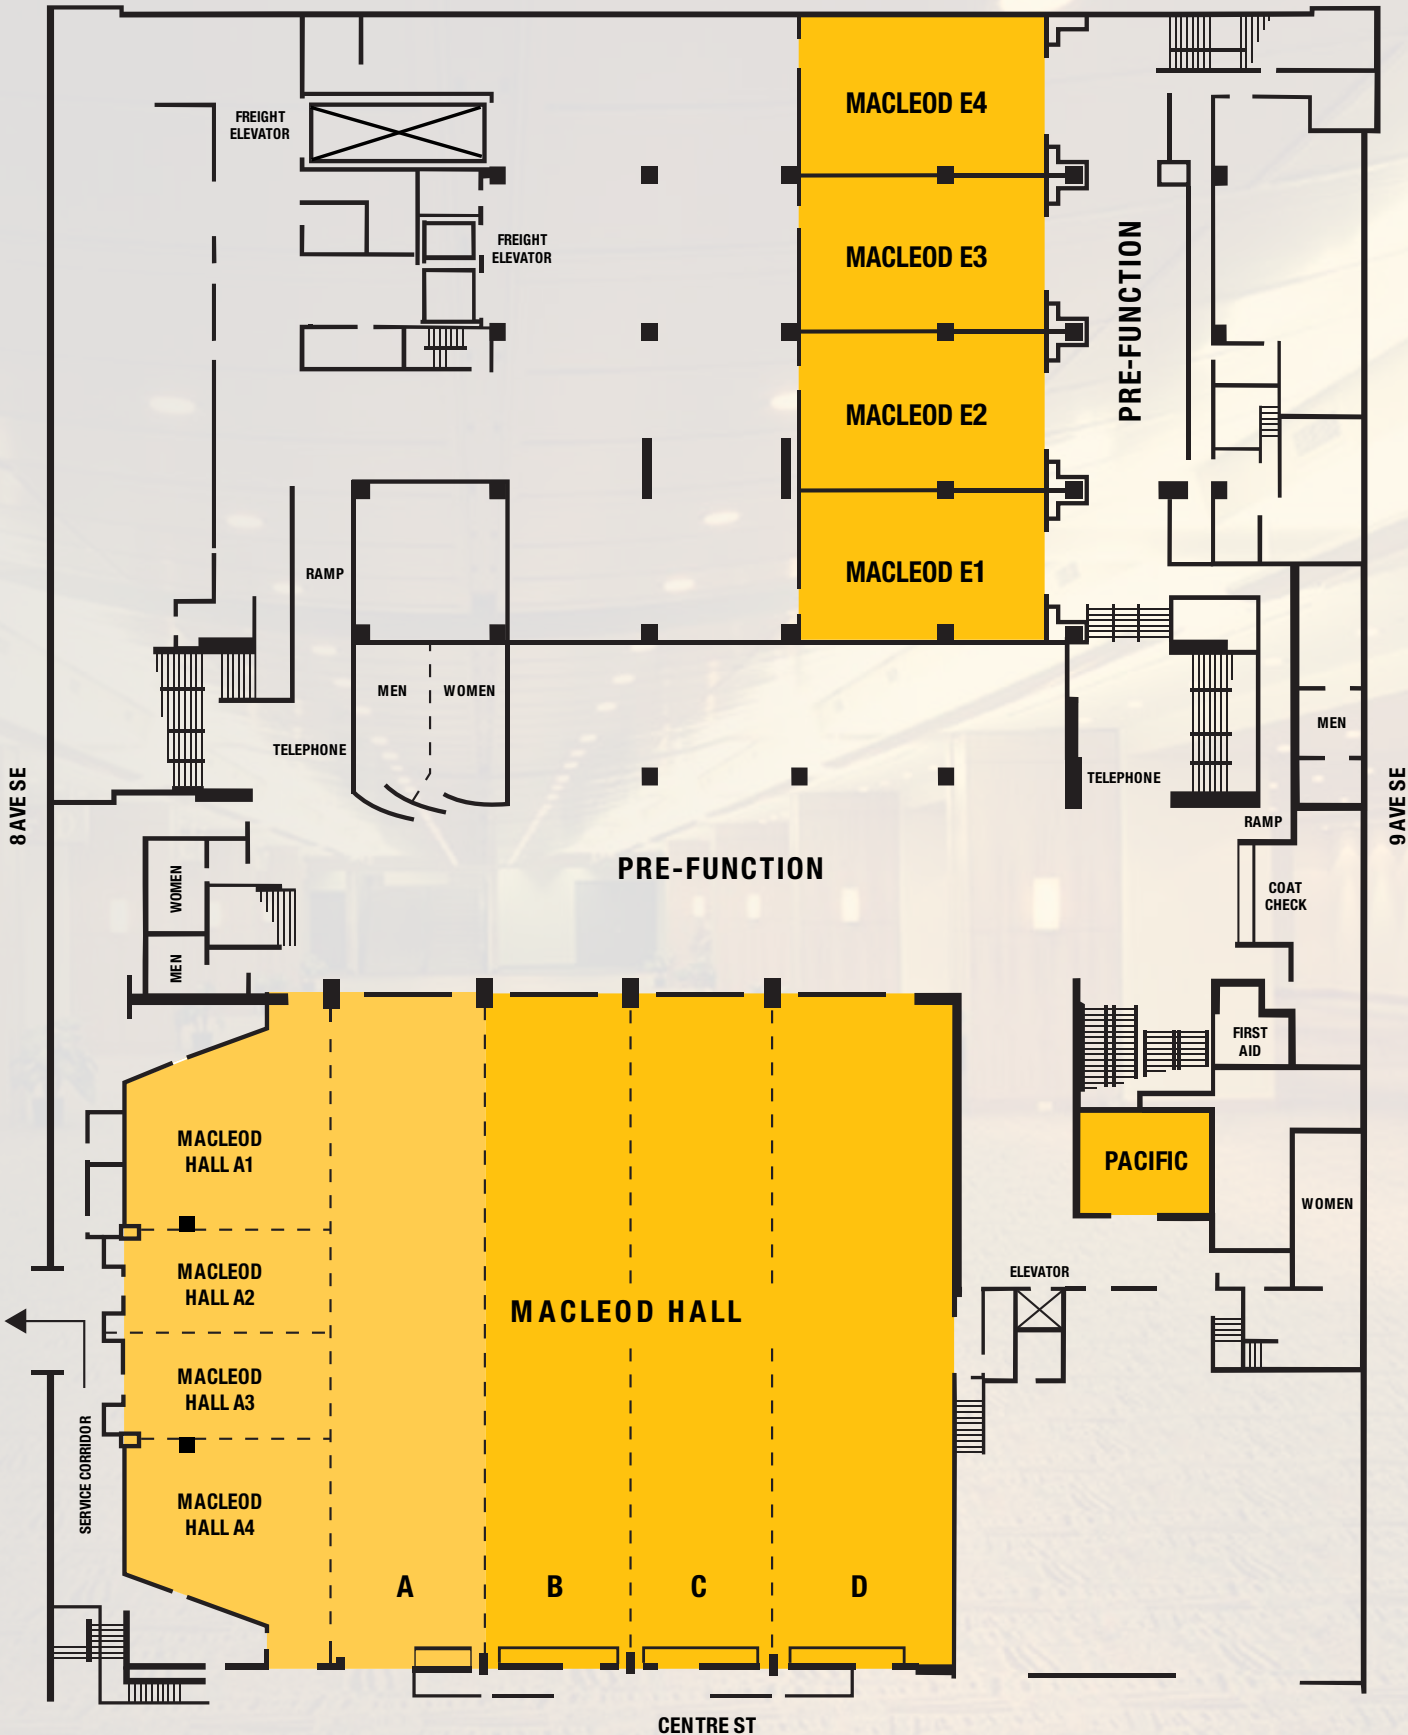 MACLEOD E4
FREIGHT
ELEVATOR
FREIGHT
ELEVATOR
MACLEOD E3
PRE-FUNCTION
MACLEOD E2
RAMP
MACLEOD E1
MEN
WOMEN
TELEPHONE
MEN
TELEPHONE
8 AVE SE
9 AVE SE
RAMP
PRE-FUNCTION
WOMEN
COAT
CHECK
MEN
FIRST
AID
MACLEOD
HALL A1
PACIFIC
WOMEN
MACLEOD
HALL A2
ELEVATOR
MACLEOD HALL
MACLEOD
HALL A3
SERVICE CORRIDOR
MACLEOD
HALL A4
A
B
C
D
CENTRE ST